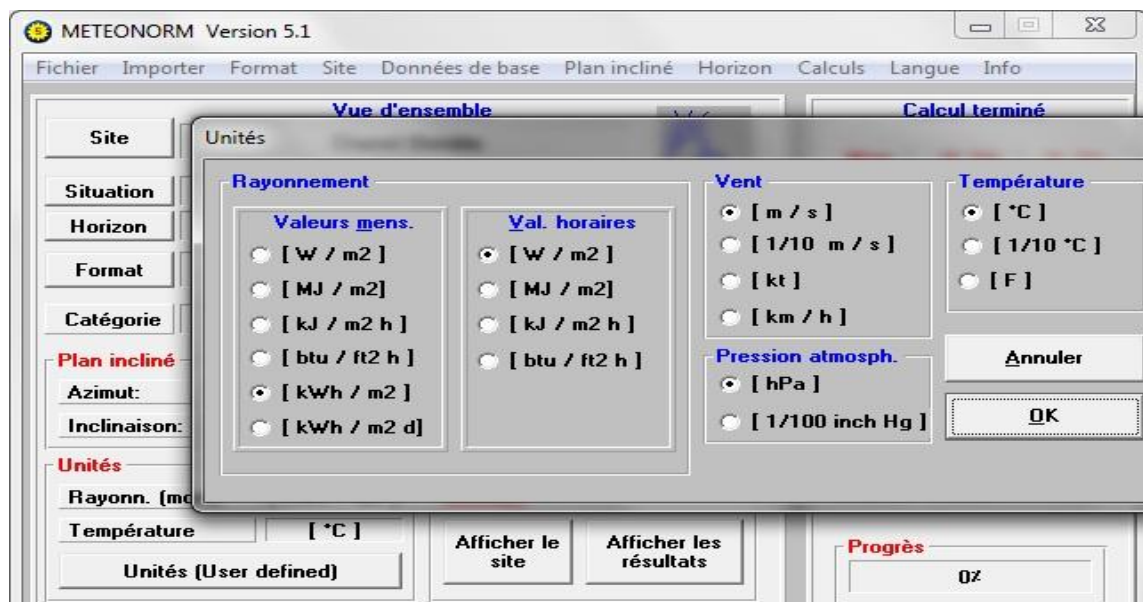 METEONORM Version 5.1
Fichier Importer Format Site Données de base Plan incliné Horizon Calculs Langue Info
Vue d'ensemble
Calcul terminé
Site
Situation
Horizon
Format
Catégorie
Plan incliné
Azimut:
Inclinaison:
Unités
Rayonn. (mo
Température [ °C ]
Unités (User defined)
Afficher le site
Afficher les résultats
Progrès
0%
Unités
Rayonnement
Valeurs mens.
[ W / m2 ]
[ MJ / m2]
[ kJ / m2 h ]
[ btu / ft2 h ]
[ kWh / m2 ]
[ kWh / m2 d]
Val. horaires
[ W / m2 ]
[ MJ / m2]
[ kJ / m2 h ]
[ btu / ft2 h ]
Vent
[ m / s ]
[ 1/10 m / s ]
[ kt ]
[ km / h ]
Pression atmosph.
[ hPa ]
[ 1/100 inch Hg ]
Température
[ °C ]
[ 1/10 °C ]
[ F ]
Annuler
OK